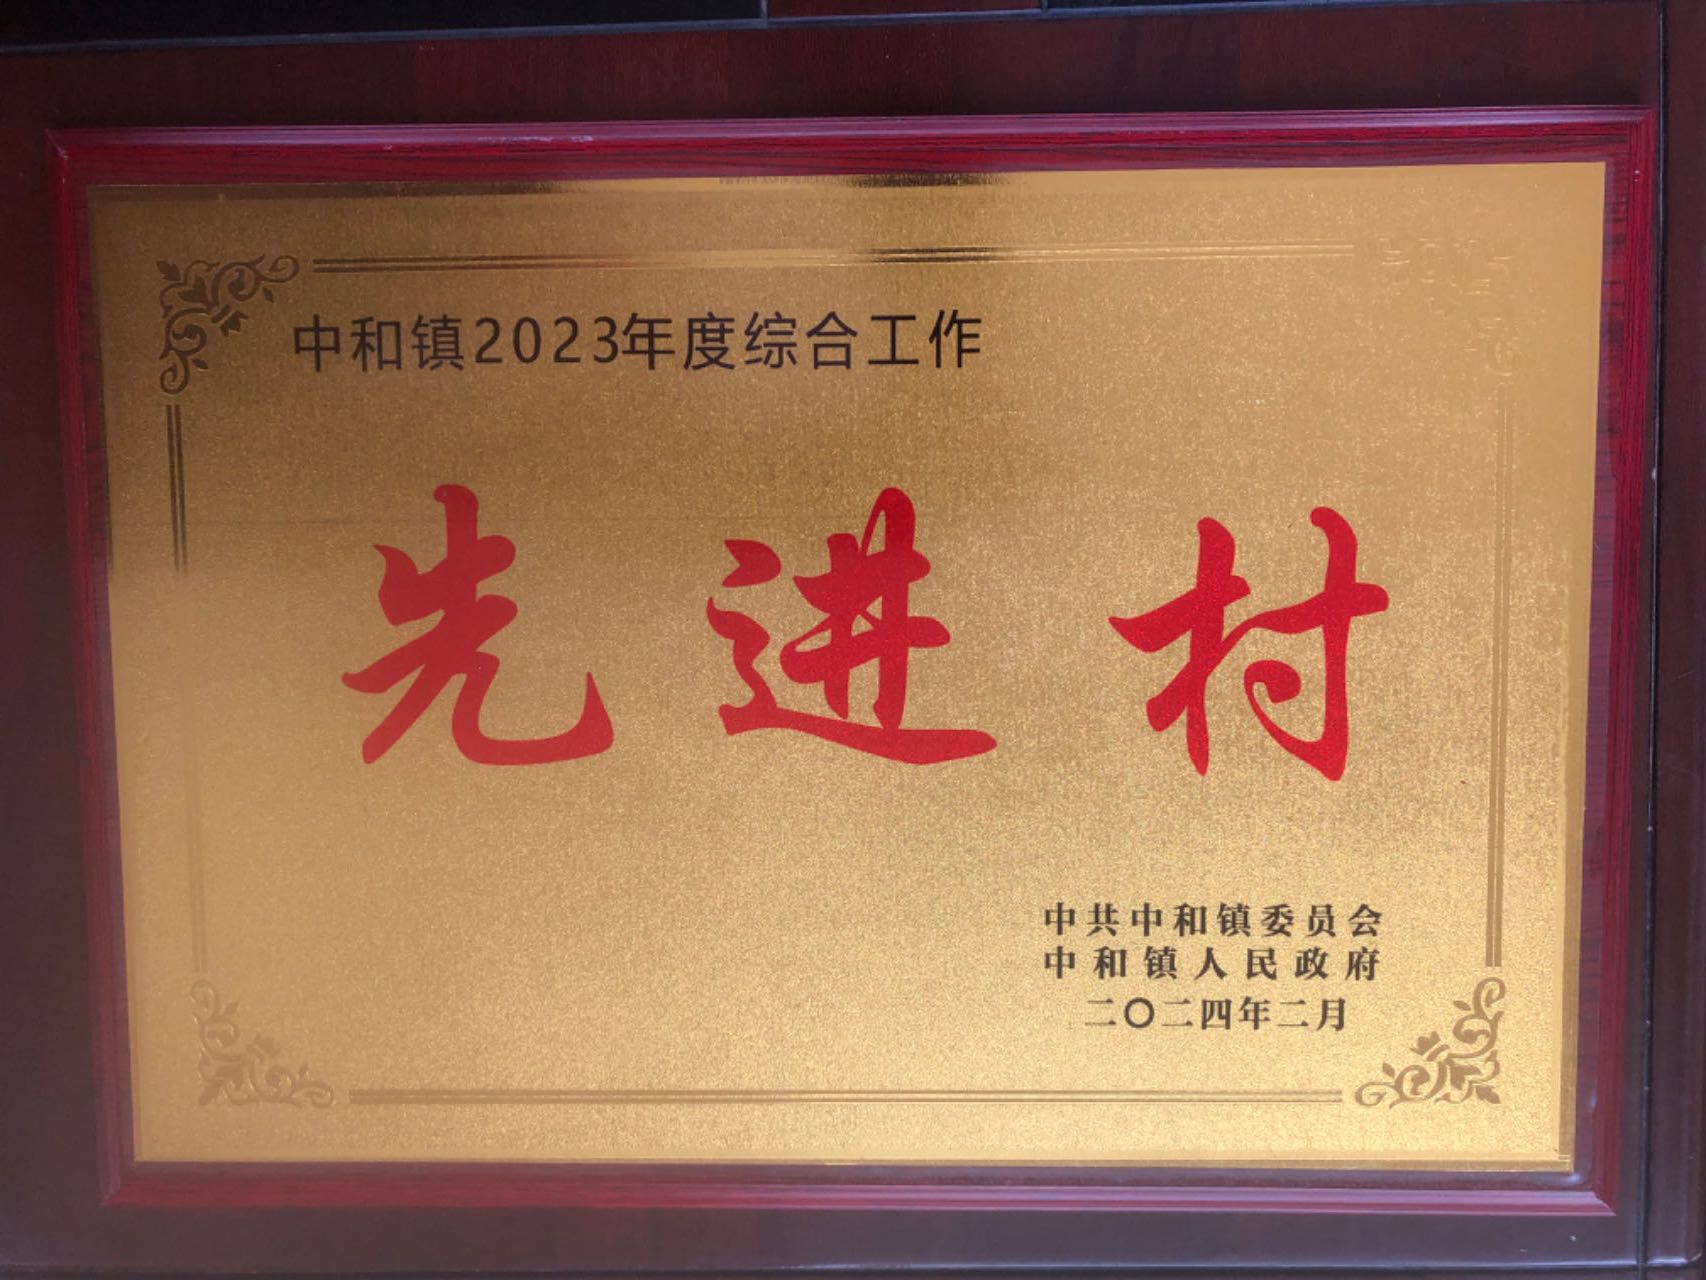 中和镇2023年度综合工作
先进村
中共中和镇委员会
中和镇人民政府
二〇二四年二月